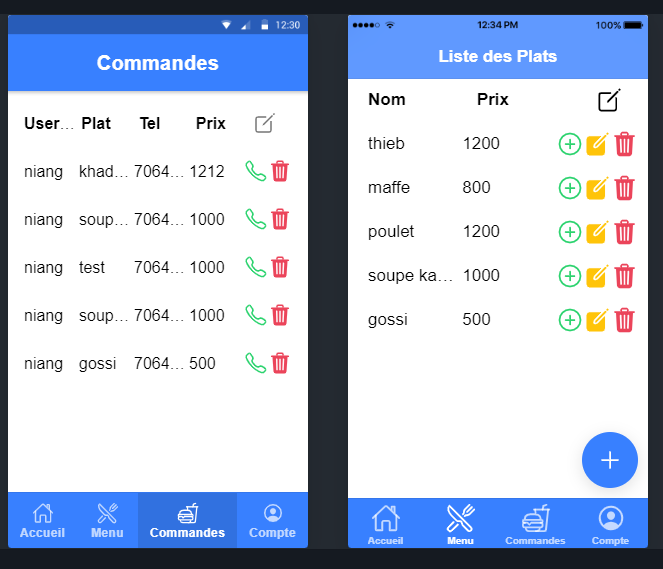 12:30
Commandes
User... Plat Tel Prix
niang khad... 7064... 1212
niang soup... 7064... 1000
niang test 7064... 1000
niang soup... 7064... 1000
niang gossi 7064... 500
Accueil Menu Commandes Compte
12:34 PM 100%
Liste des Plats
Nom Prix
thieb 1200
maffe 800
poulet 1200
soupe ka... 1000
gossi 500
Accueil Menu Commandes Compte